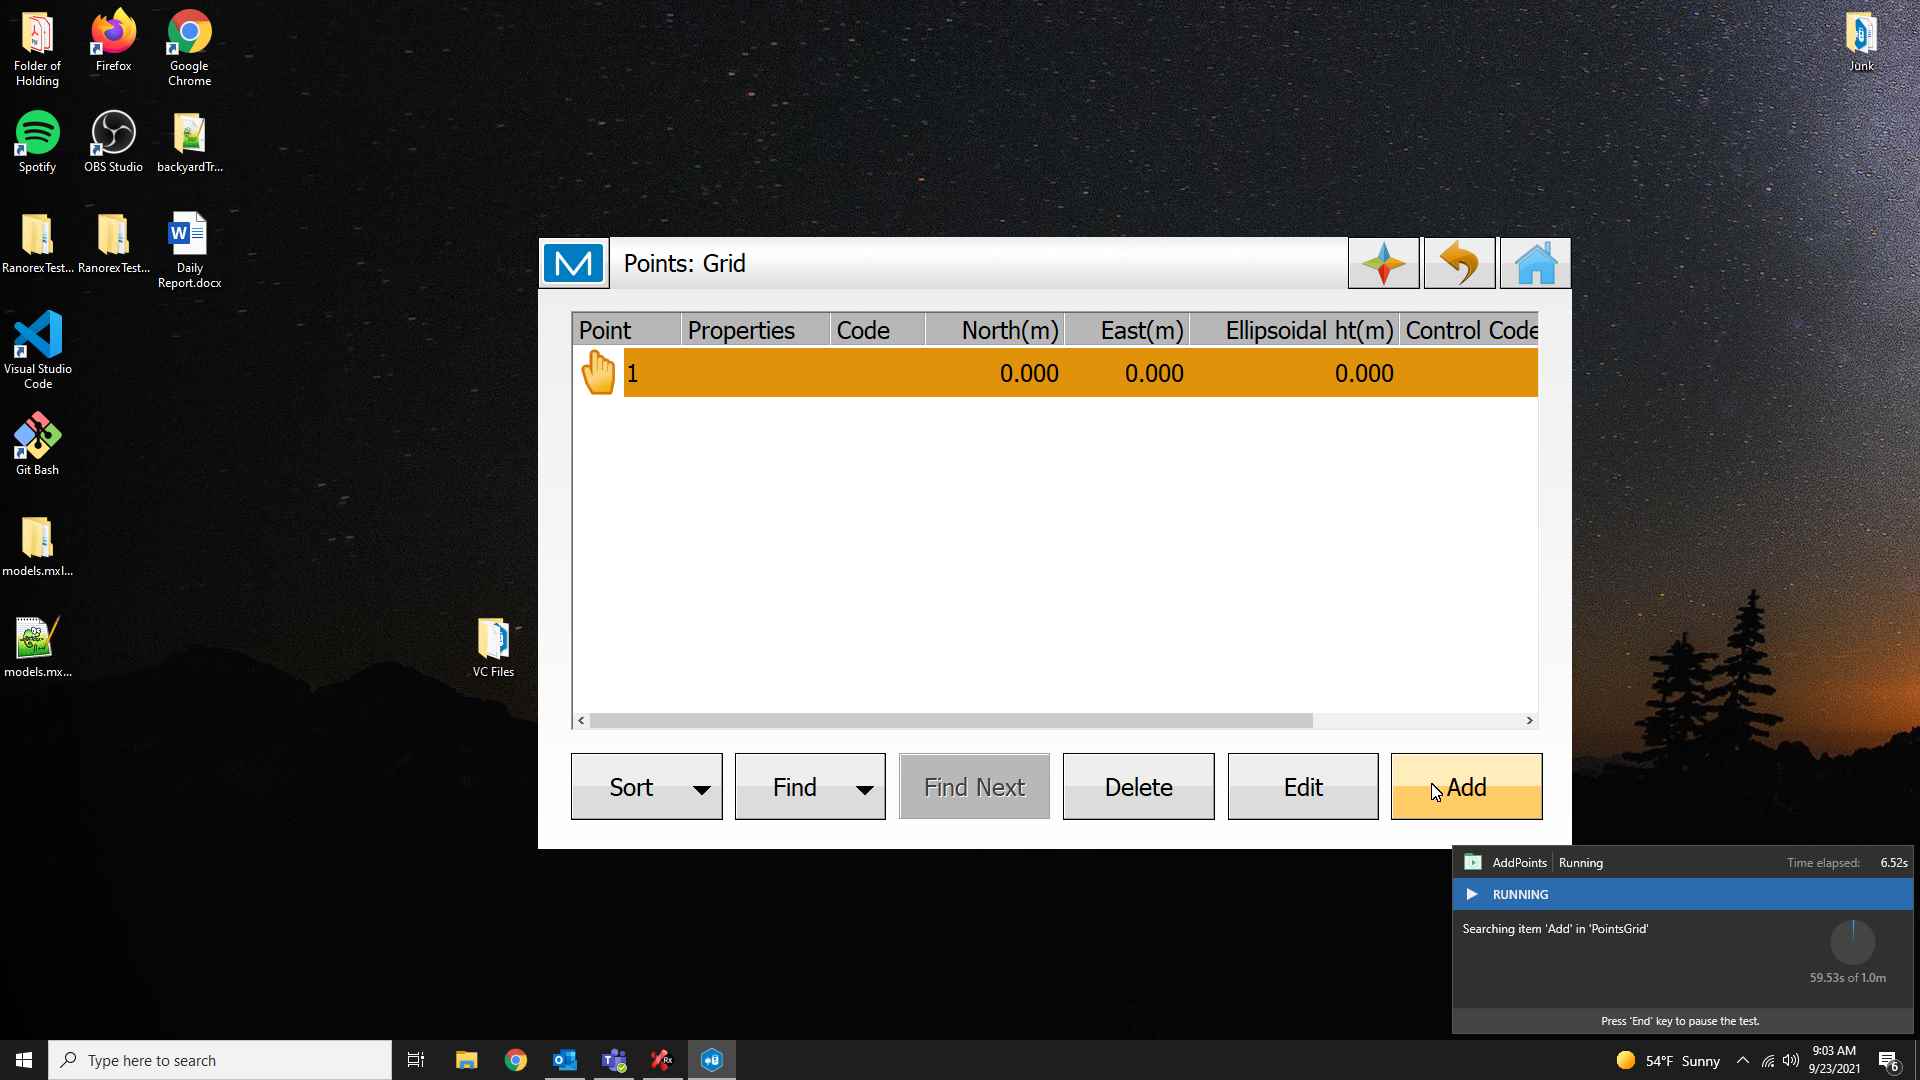 Folder of
Holding
Firefox
Google
Chrome
Junk
Spotify
OBS Studio
backyardTr...
RanorexTest...
RanorexTest...
Daily
Report.docx
Visual Studio
Code
Git Bash
models.mxl...
models.mx...
VC Files
Points: Grid
Point Properties Code North(m) East(m) Ellipsoidal ht(m) Control Code
1 0.000 0.000 0.000
Sort Find Find Next Delete Edit Add
AddPoints Running Time elapsed: 6.52s
RUNNING
Searching item 'Add' in 'PointsGrid'
59.53s of 1.0m
Press 'End' key to pause the test.
Type here to search
54°F Sunny
9:03 AM
9/23/2021
6